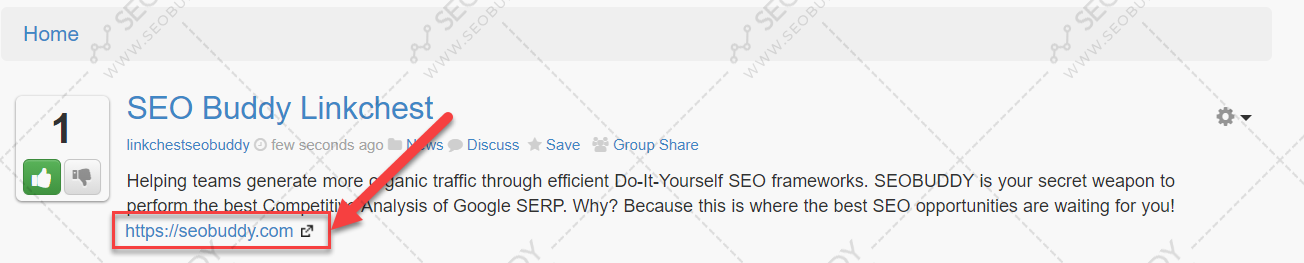 Home
SEO Buddy Linkchest
1
linkchestseobuddy few seconds ago News Discuss Save Group Share
Helping teams generate more organic traffic through efficient Do-It-Yourself SEO frameworks. SEOBUDDY is your secret weapon to
perform the best Competitive Analysis of Google SERP. Why? Because this is where the best SEO opportunities are waiting for you!
https://seobuddy.com